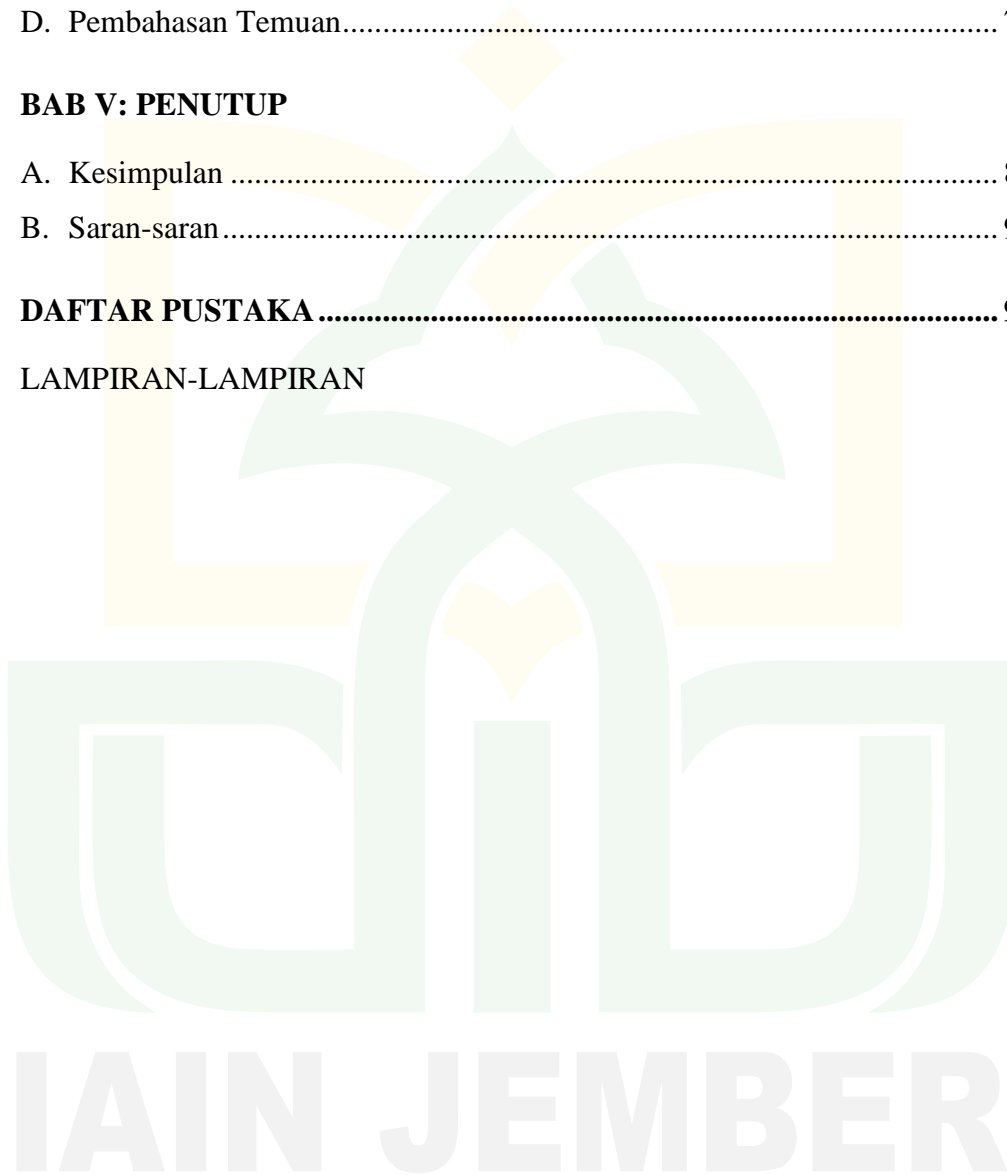 D. Pembahasan Temuan........................................................................
BAB V: PENUTUP
A. Kesimpulan ......................................................................................
B. Saran-saran.......................................................................................
DAFTAR PUSTAKA............................................................................
LAMPIRAN-LAMPIRAN
IAIN JEMBER